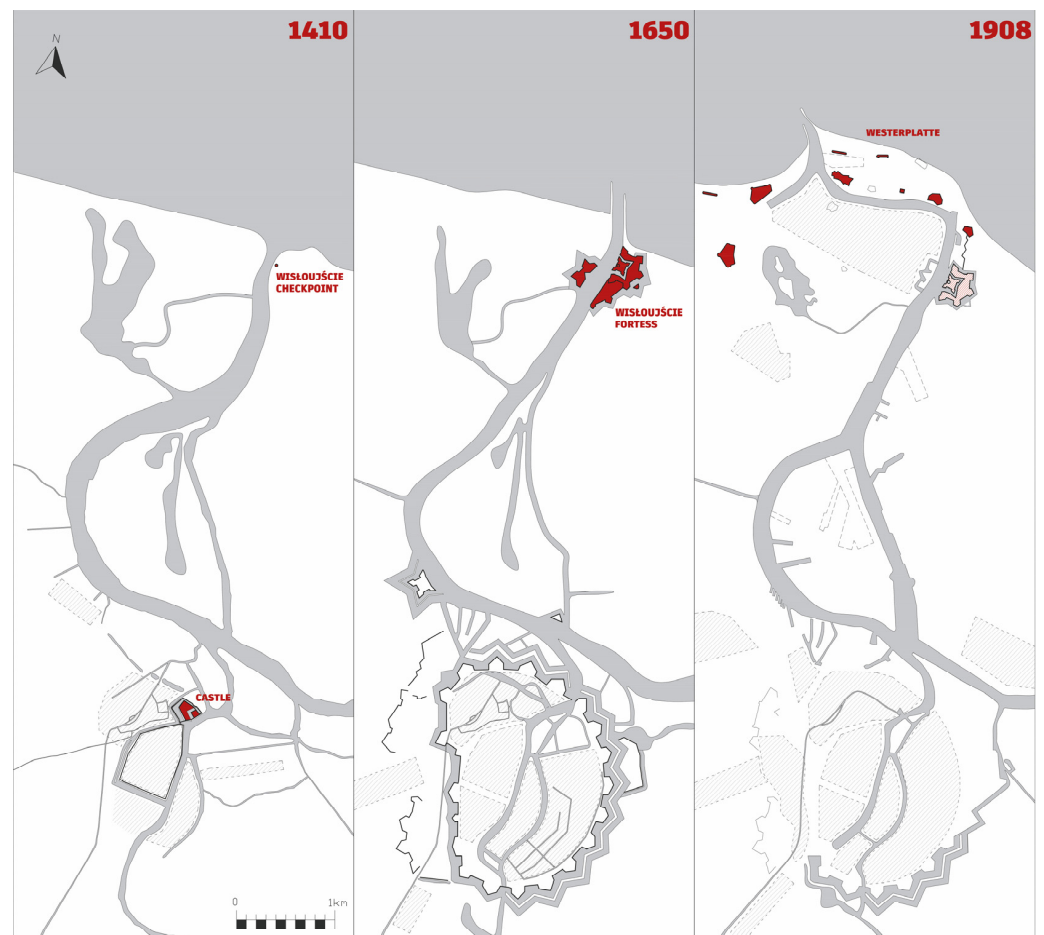 1410
N
WISŁOUJŚCIE
CHECKPOINT
CASTLE
0
1km
1650
WISŁOUJŚCIE
FORTESS
1908
WESTERPLATTE